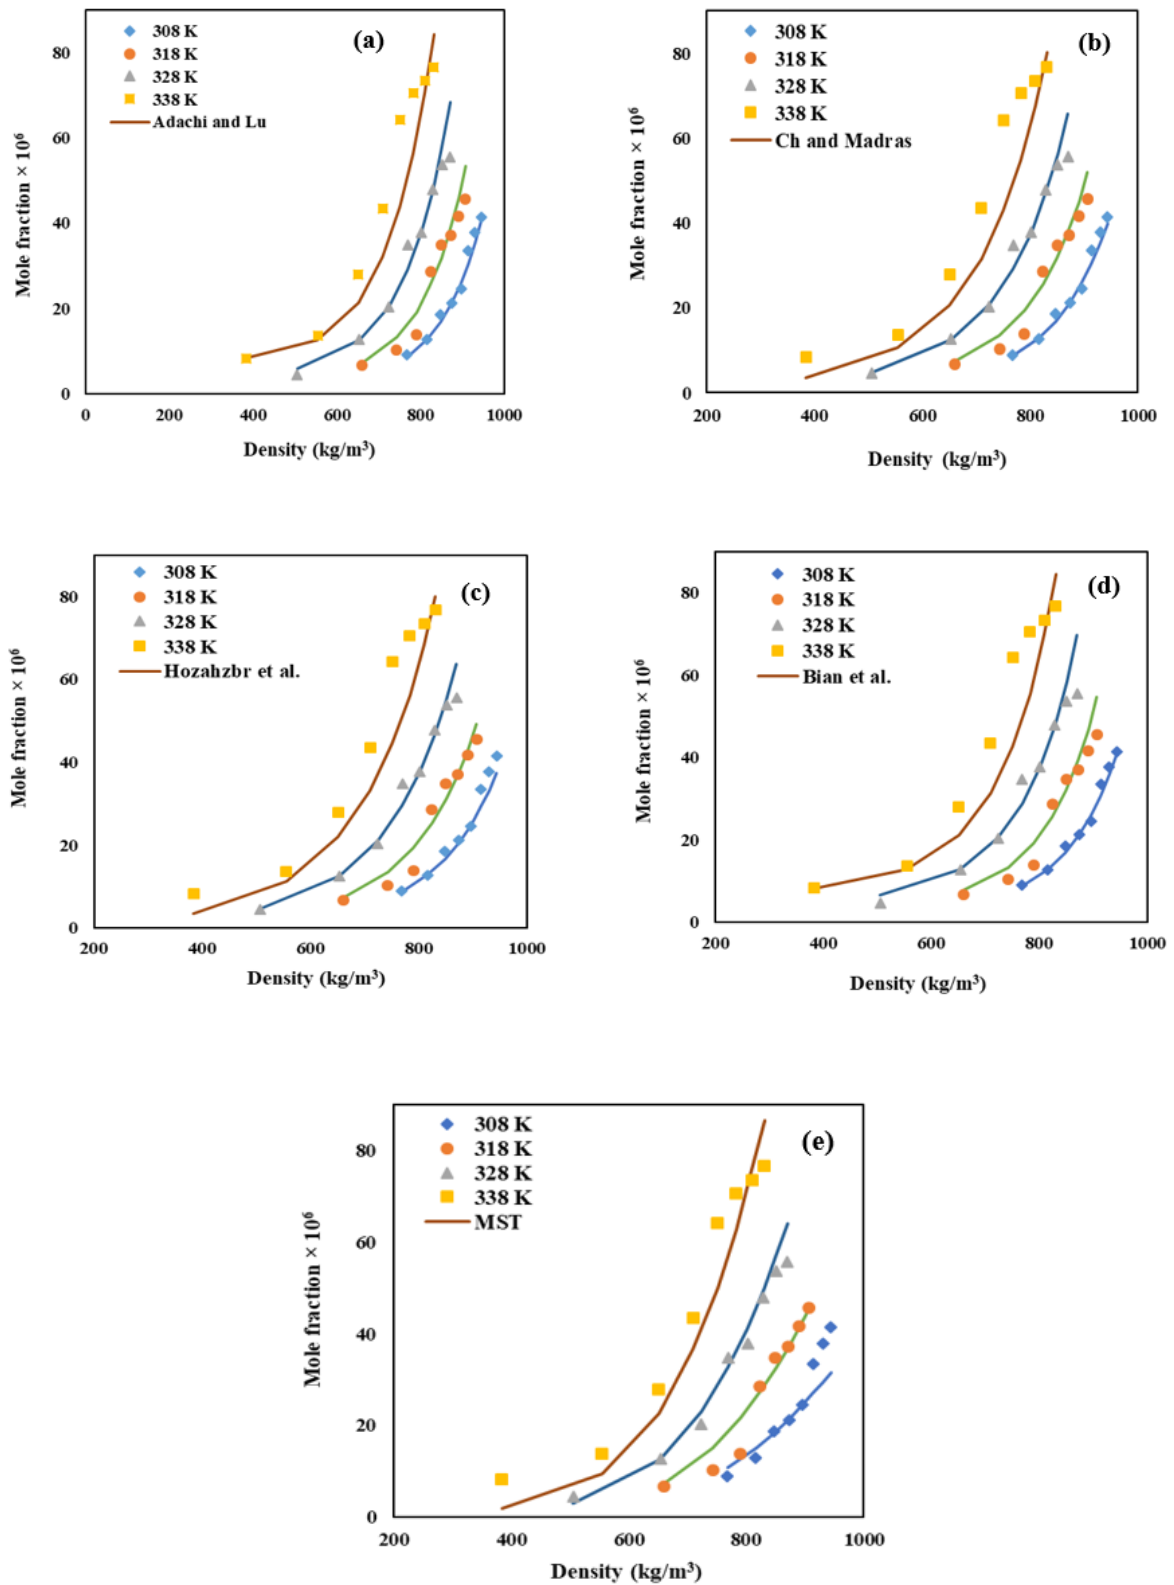 (a)
308 K
318 K
328 K
338 K
Adachi and Lu
Mole fraction × 10⁶
80
60
40
20
0
0 200 400 600 800 1000
Density (kg/m³)
(b)
308 K
318 K
328 K
338 K
Ch and Madras
Mole fraction × 10⁶
80
60
40
20
0
200 400 600 800 1000
Density (kg/m³)
(c)
308 K
318 K
328 K
338 K
Hozahzbr et al.
Mole fraction × 10⁶
80
60
40
20
0
200 400 600 800 1000
Density (kg/m³)
(d)
308 K
318 K
328 K
338 K
Bian et al.
Mole fraction × 10⁶
80
60
40
20
0
200 400 600 800 1000
Density (kg/m³)
(e)
308 K
318 K
328 K
338 K
MST
Mole fraction × 10⁶
80
60
40
20
0
200 400 600 800 1000
Density (kg/m³)